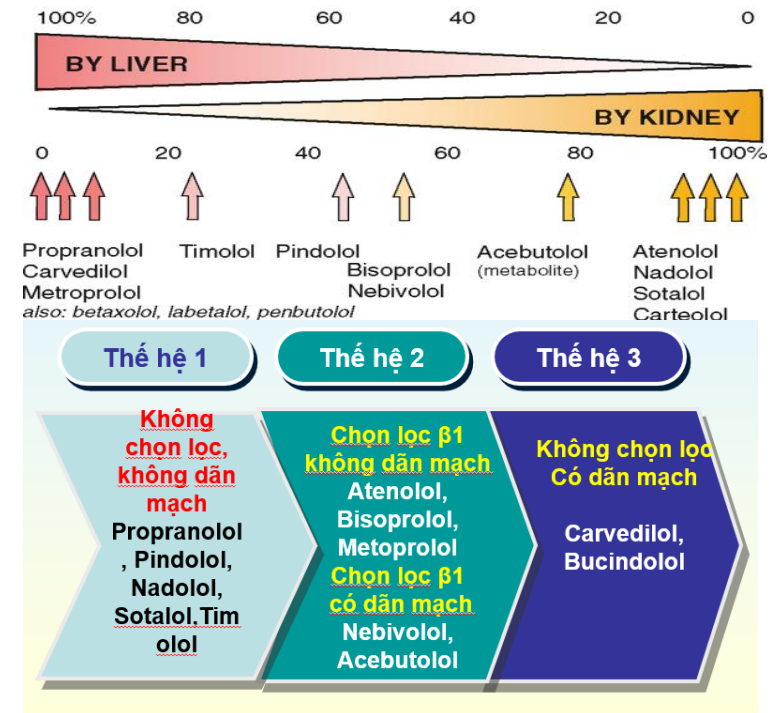 100% 80 60 40 20 0
BY LIVER
BY KIDNEY
0 20 40 60 80 100%
Propranolol Timolol Pindolol Acebutolol Atenolol
Carvedilol Bisoprolol (metabolite) Nadolol
Metroprolol Nebivolol Sotalol
also: betaxolol, labetalol, penbutolol Carteolol
Thế hệ 1
Thế hệ 2
Thế hệ 3
Không
chọn lọc,
không dãn
mạch
Propranolol
, Pindolol,
Nadolol,
Sotalol,Tim
olol
Chọn lọc β1
không dãn mạch
Atenolol,
Bisoprolol,
Metoprolol
Chọn lọc β1
có dãn mạch
Nebivolol,
Acebutolol
Không chọn lọc
Có dãn mạch
Carvedilol,
Bucindolol